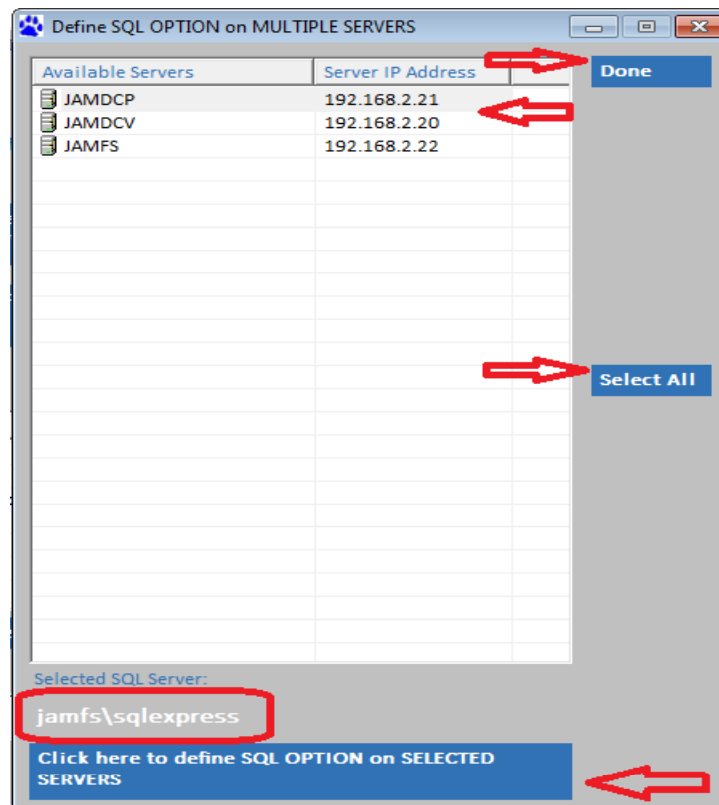 Define SQL OPTION on MULTIPLE SERVERS
Available Servers Server IP Address
Done
JAMDCP 192.168.2.21
JAMDCV 192.168.2.20
JAMFS 192.168.2.22
Select All
Selected SQL Server:
jamfs\sqlexpress
Click here to define SQL OPTION on SELECTED
SERVERS